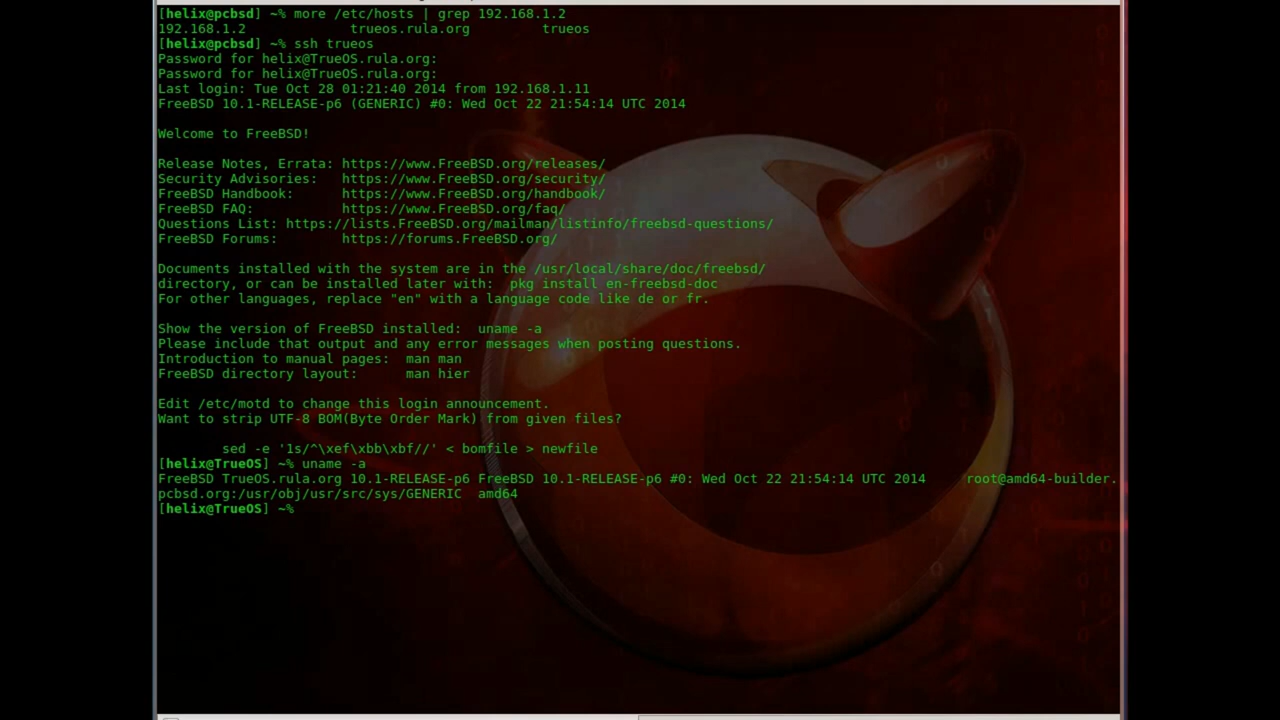 [helix@pcbsd] ~% more /etc/hosts | grep 192.168.1.2
192.168.1.2 trueos.rula.org trueos
[helix@pcbsd] ~% ssh trueos
Password for helix@TrueOS.rula.org:
Password for helix@TrueOS.rula.org:
Last login: Tue Oct 28 01:21:40 2014 from 192.168.1.11
FreeBSD 10.1-RELEASE-p6 (GENERIC) #0: Wed Oct 22 21:54:14 UTC 2014
Welcome to FreeBSD!
Release Notes, Errata: https://www.FreeBSD.org/releases/
Security Advisories: https://www.FreeBSD.org/security/
FreeBSD Handbook: https://www.FreeBSD.org/handbook/
FreeBSD FAQ: https://www.FreeBSD.org/faq/
Questions List: https://lists.FreeBSD.org/mailman/listinfo/freebsd-questions/
FreeBSD Forums: https://forums.FreeBSD.org/
Documents installed with the system are in the /usr/local/share/doc/freebsd/
directory, or can be installed later with: pkg install en-freebsd-doc
For other languages, replace "en" with a language code like de or fr.
Show the version of FreeBSD installed: uname -a
Please include that output and any error messages when posting questions.
Introduction to manual pages: man man
FreeBSD directory layout: man hier
Edit /etc/motd to change this login announcement.
Want to strip UTF-8 BOM(Byte Order Mark) from given files?
sed -e '1s/^\xef\xbb\xbf//' < bomfile > newfile
[helix@TrueOS] ~% uname -a
FreeBSD TrueOS.rula.org 10.1-RELEASE-p6 FreeBSD 10.1-RELEASE-p6 #0: Wed Oct 22 21:54:14 UTC 2014 root@amd64-builder.
pcbsd.org:/usr/obj/usr/src/sys/GENERIC amd64
[helix@TrueOS] ~%